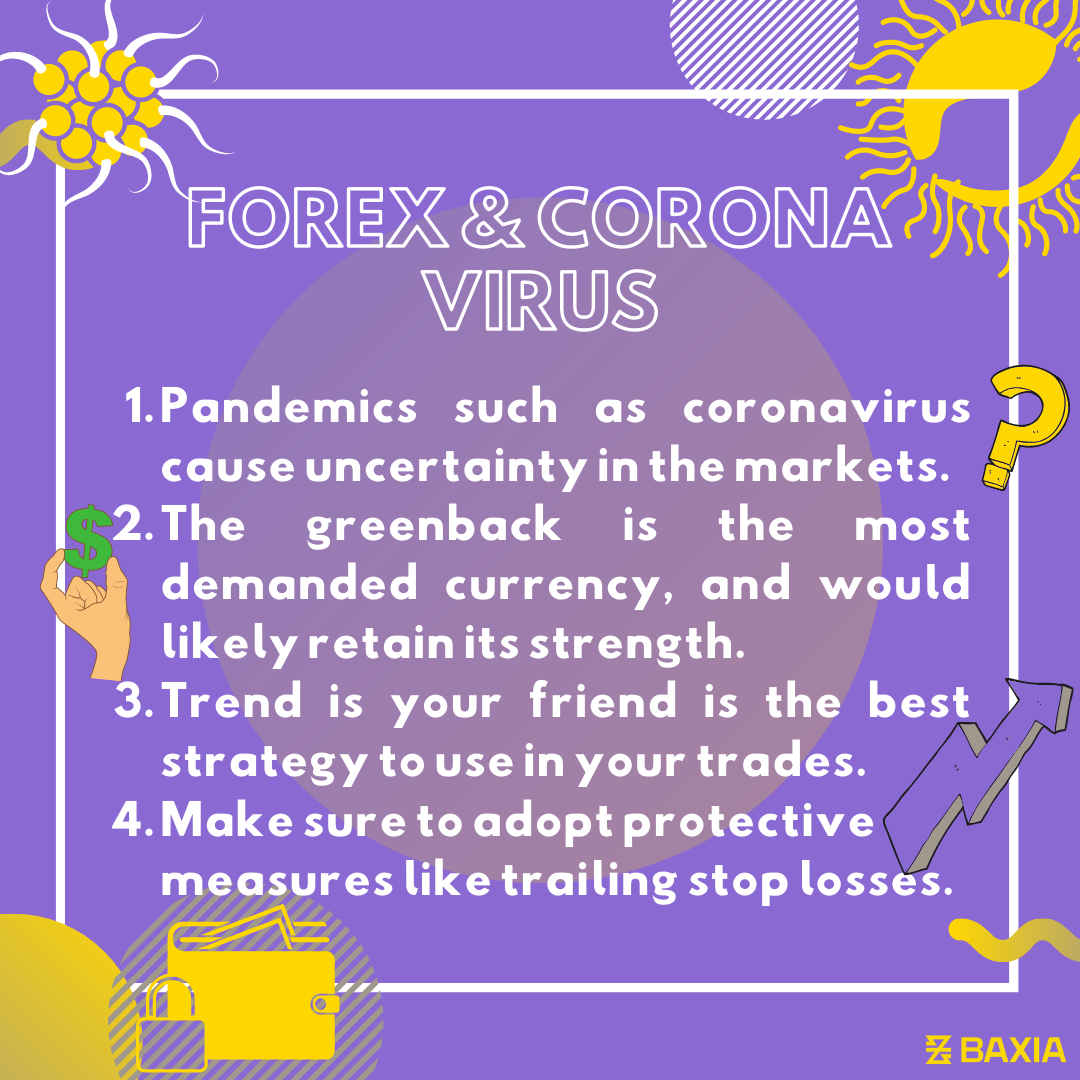 FOREX & CORONA
VIRUS
1. Pandemics such as coronavirus
cause uncertainty in the markets.
$
2. The greenback is the most
demanded currency, and would
likely retain its strength.
3. Trend is your friend is the best
strategy to use in your trades.
4. Make sure to adopt protective
measures like trailing stop losses.
?
BAXIA